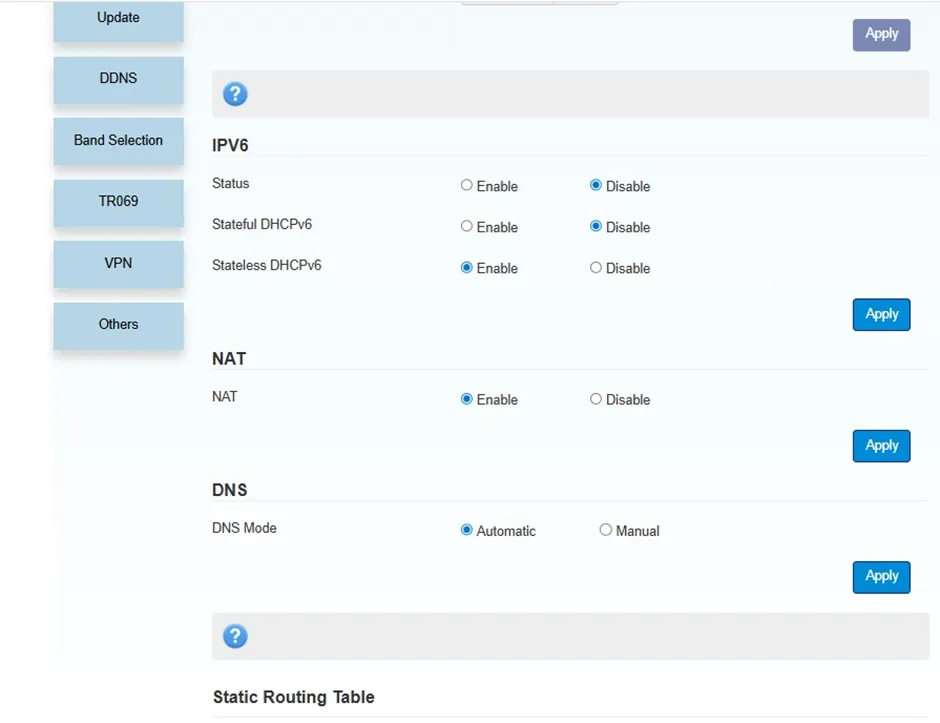 Update
Apply
DDNS
?
Band Selection
IPV6
Status Enable Disable
TR069
Stateful DHCPv6 Enable Disable
VPN
Stateless DHCPv6 Enable Disable
Apply
Others
NAT
NAT Enable Disable
Apply
DNS
DNS Mode Automatic Manual
Apply
?
Static Routing Table